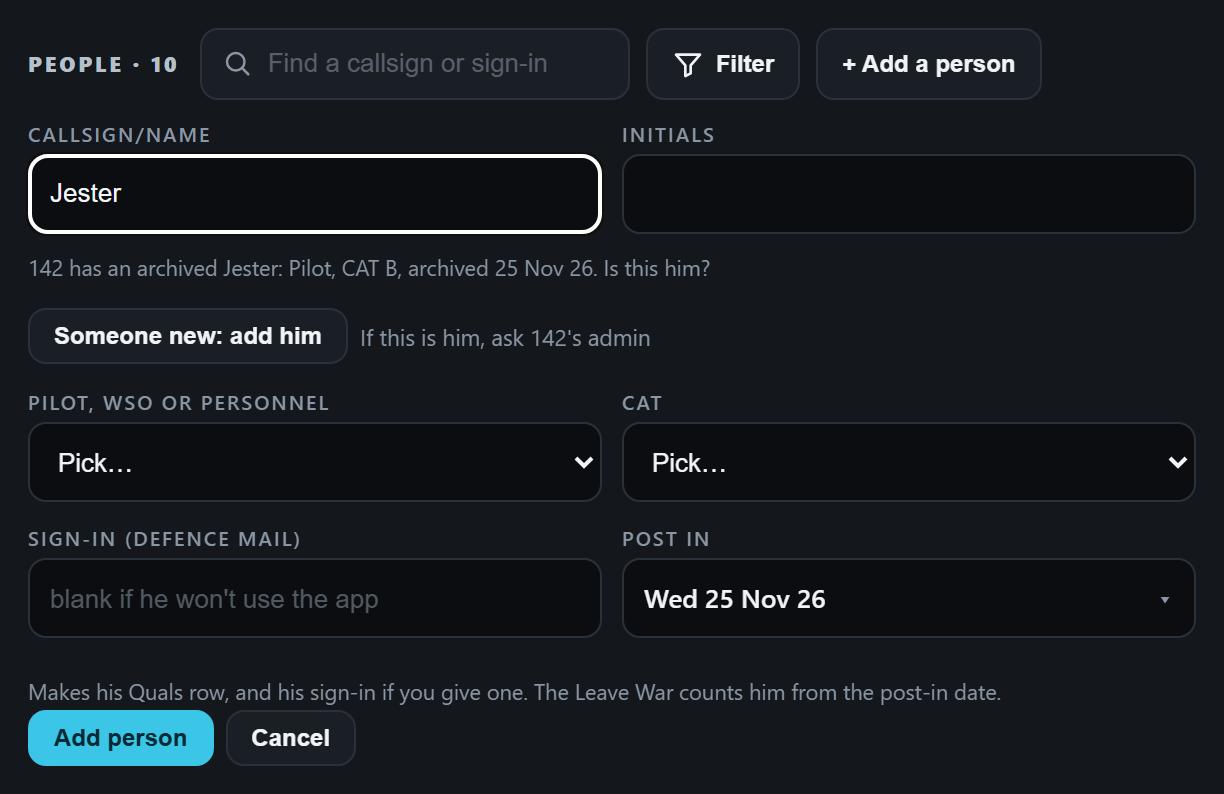 PEOPLE · 10
Find a callsign or sign-in
Filter
+ Add a person
CALLSIGN/NAME
INITIALS
Jester
142 has an archived Jester: Pilot, CAT B, archived 25 Nov 26. Is this him?
Someone new: add him
If this is him, ask 142's admin
PILOT, WSO OR PERSONNEL
CAT
Pick…
Pick…
SIGN-IN (DEFENCE MAIL)
POST IN
blank if he won't use the app
Wed 25 Nov 26
Makes his Quals row, and his sign-in if you give one. The Leave War counts him from the post-in date.
Add person
Cancel